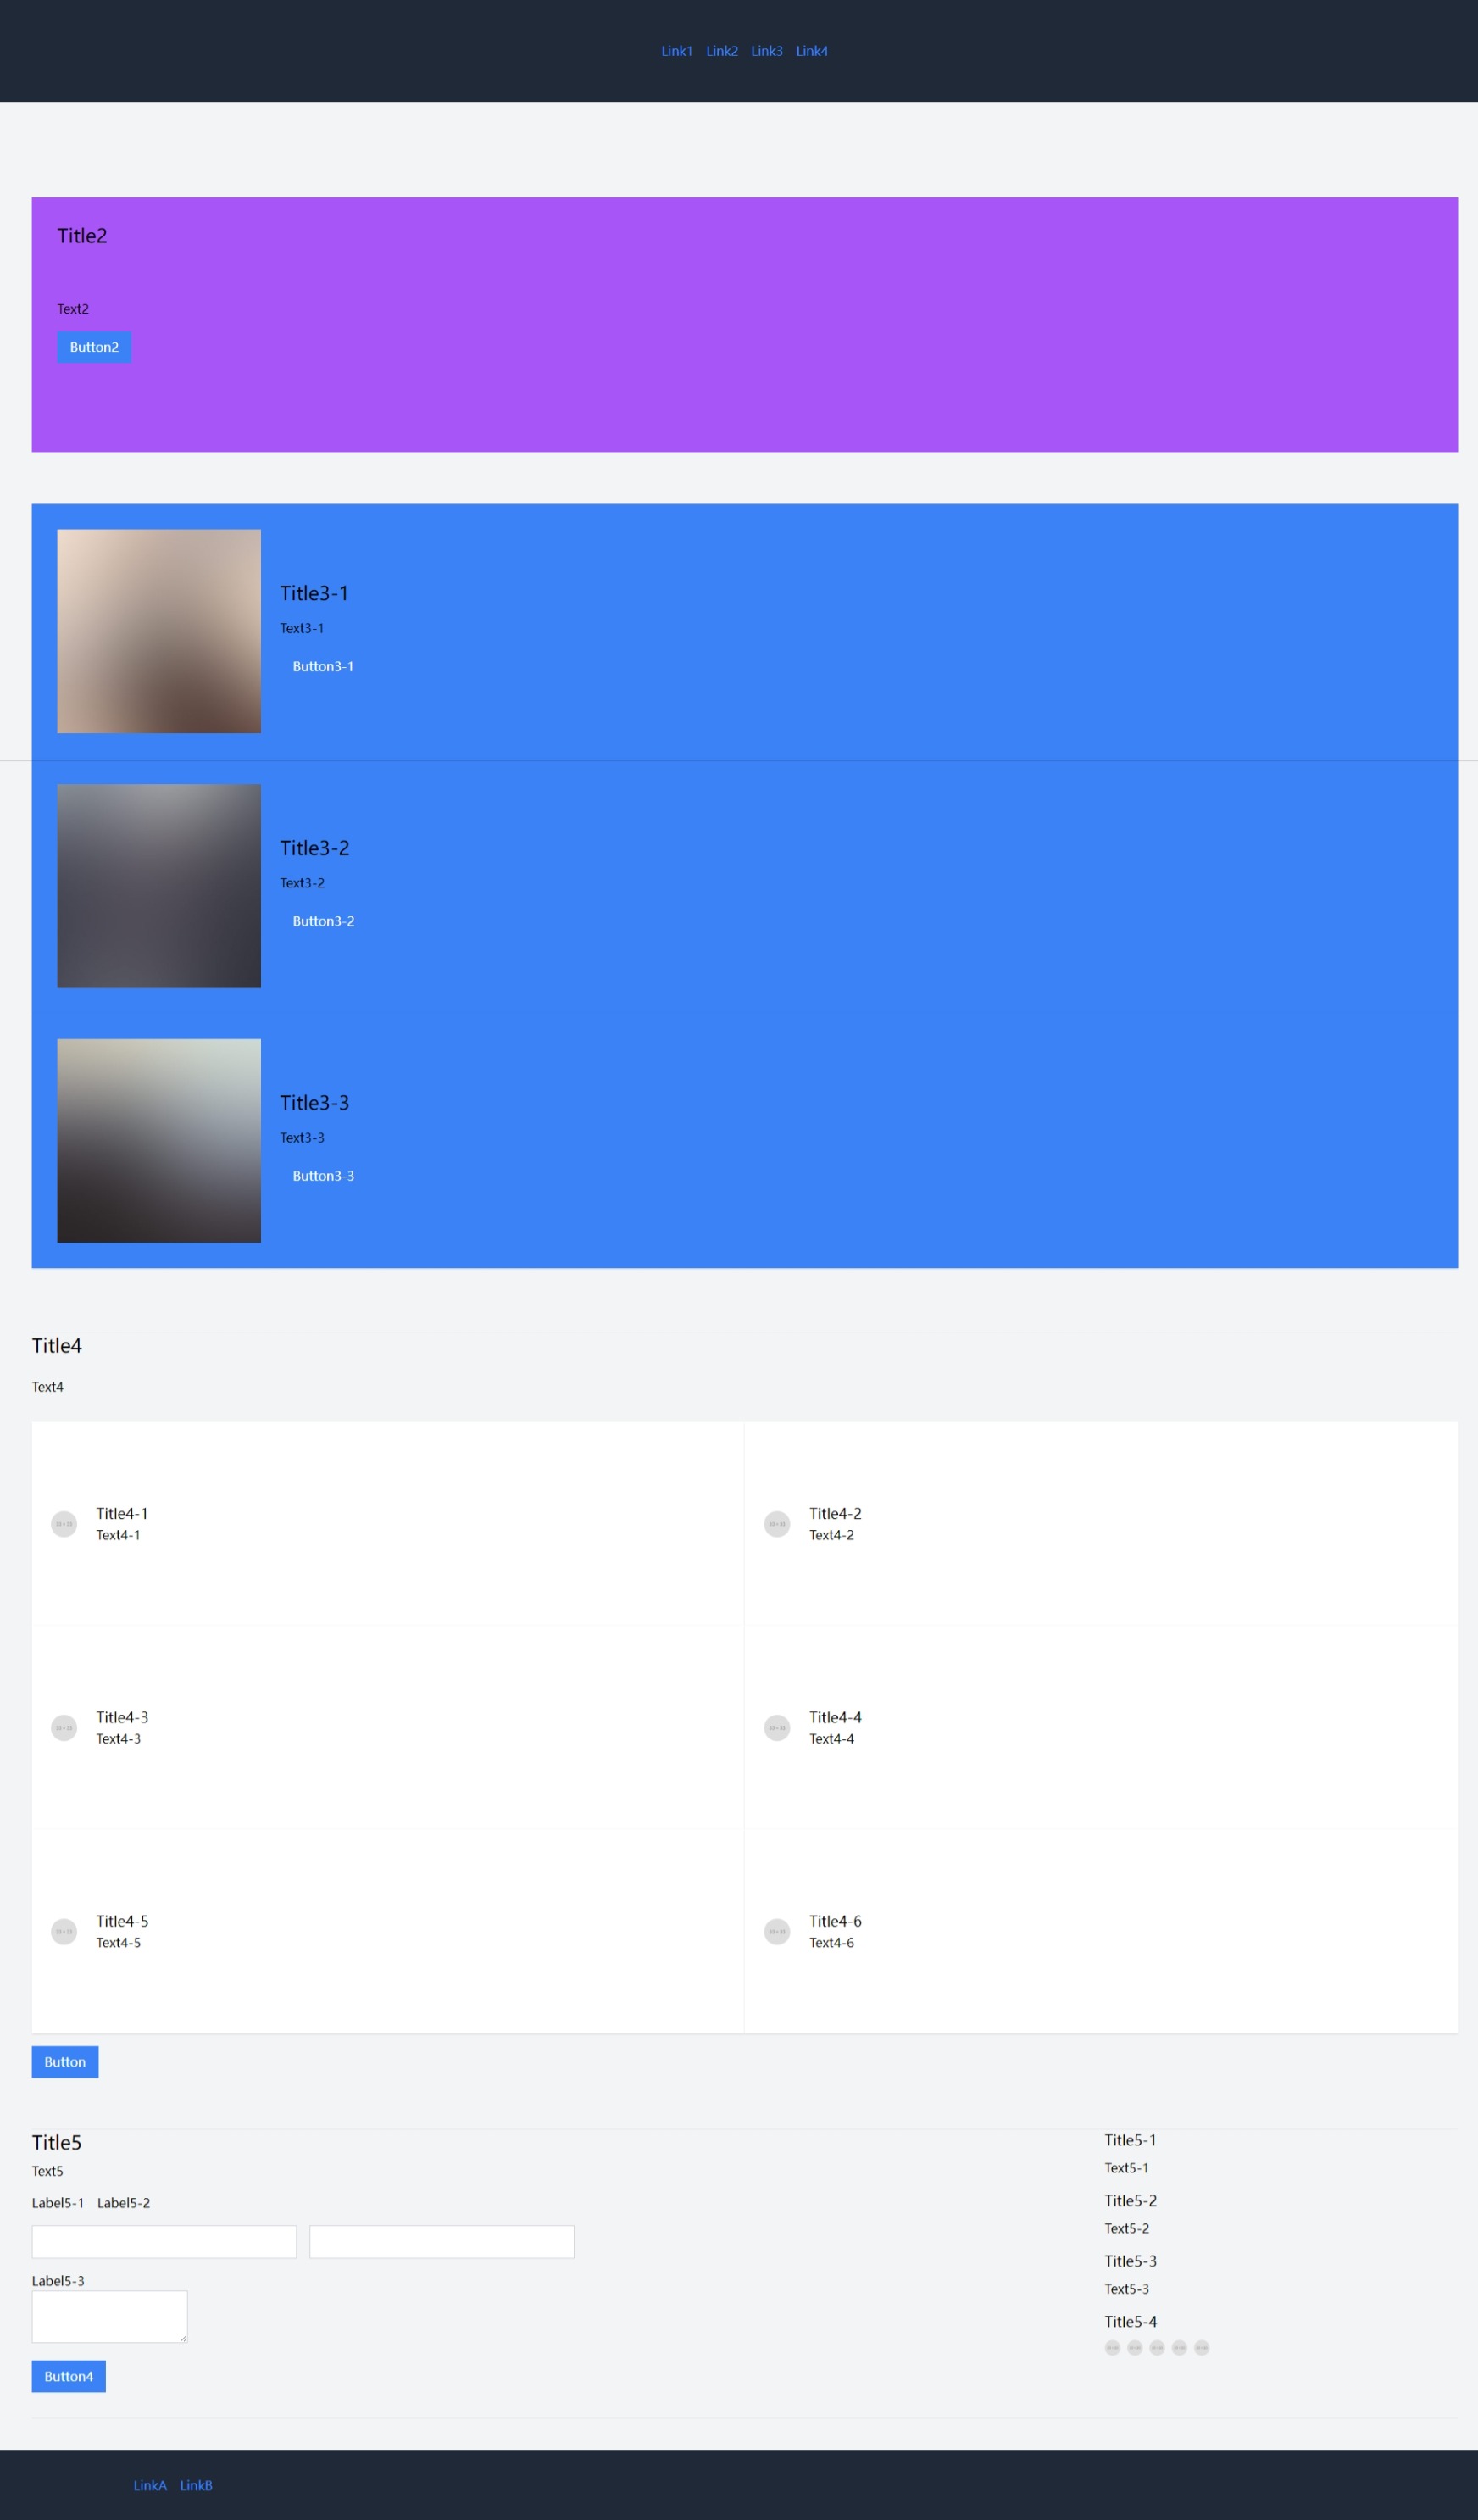 Link1 Link2 Link3 Link4
Title2
Text2
Button2
Title3-1
Text3-1
Button3-1
Title3-2
Text3-2
Button3-2
Title3-3
Text3-3
Button3-3
Title4
Text4
Title4-1
Text4-1
Title4-2
Text4-2
Title4-3
Text4-3
Title4-4
Text4-4
Title4-5
Text4-5
Title4-6
Text4-6
Button
Title5
Text5
Label5-1 Label5-2
Label5-3
Button4
Title5-1
Text5-1
Title5-2
Text5-2
Title5-3
Text5-3
Title5-4
LinkA LinkB